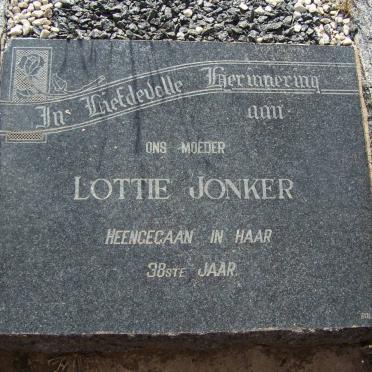 In Liefdevolle Herinnering
aan
ONS MOEDER
LOTTIE JONKER
HEENGEGAAN IN HAAR
38STE JAAR